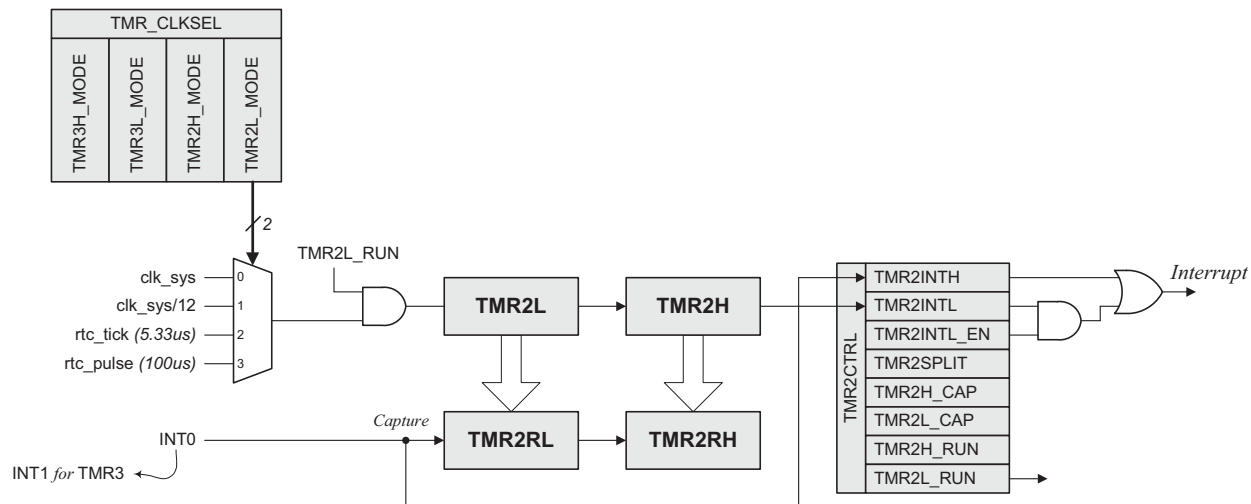 TMR_CLKSEL
TMR3H_MODE
TMR3L_MODE
TMR2H_MODE
TMR2L_MODE
2
TMR2L_RUN
clk_sys
0
clk_sys/12
1
rtc_tick (5.33us)
2
rtc_pulse (100us)
3
TMR2L
TMR2H
TMR2CTRL
TMR2INTH
TMR2INTL
TMR2INTL_EN
TMR2SPLIT
TMR2H_CAP
TMR2L_CAP
TMR2H_RUN
TMR2L_RUN
Interrupt
Capture
INT0
TMR2RL
TMR2RH
INT1 for TMR3